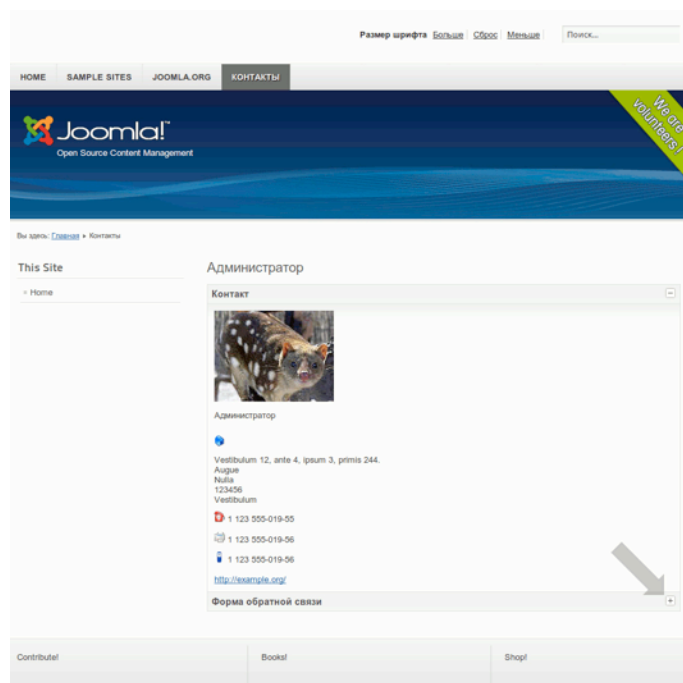 Размер шрифта Больше Сброс Меньше Поиск...
HOME SAMPLE SITES JOOMLA.ORG КОНТАКТЫ
We are
volunteers!
Joomla!™
Open Source Content Management
Вы здесь: Главная ▸ Контакты
This Site
Home
Администратор
Контакт
Администратор
Vestibulum 12, ante 4, ipsum 3, primis 244.
Augue
Nulla
123456
Vestibulum
1 123 555-019-55
1 123 555-019-56
1 123 555-019-56
http://example.org/
Форма обратной связи
Contribute! Books! Shop!